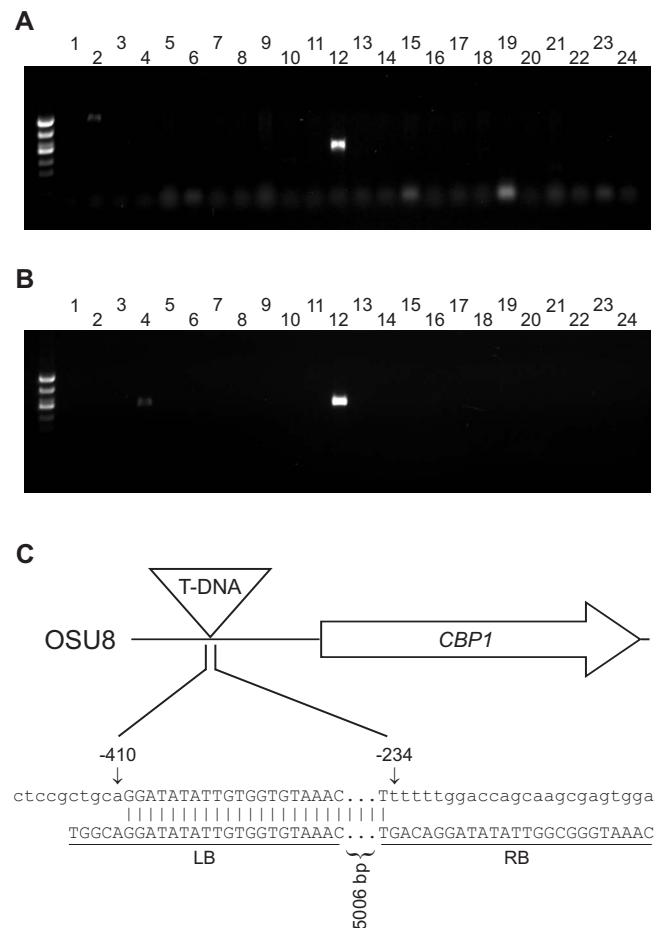 A
1 2 3 4 5 6 7 8 9 10 11 12 13 14 15 16 17 18 19 20 21 22 23 24
B
1 2 3 4 5 6 7 8 9 10 11 12 13 14 15 16 17 18 19 20 21 22 23 24
C
T-DNA
OSU8
CBP1
-410 -234
ctccgctgcaGGATATATTGTGGTGTAAAC...TtttttggaccagcaagcgagtggA
TGGCAGGATATATTGTGGTGTAAAC...TGACAGGATATATTGGCGGGTAAAC
LB RB
5006 bp